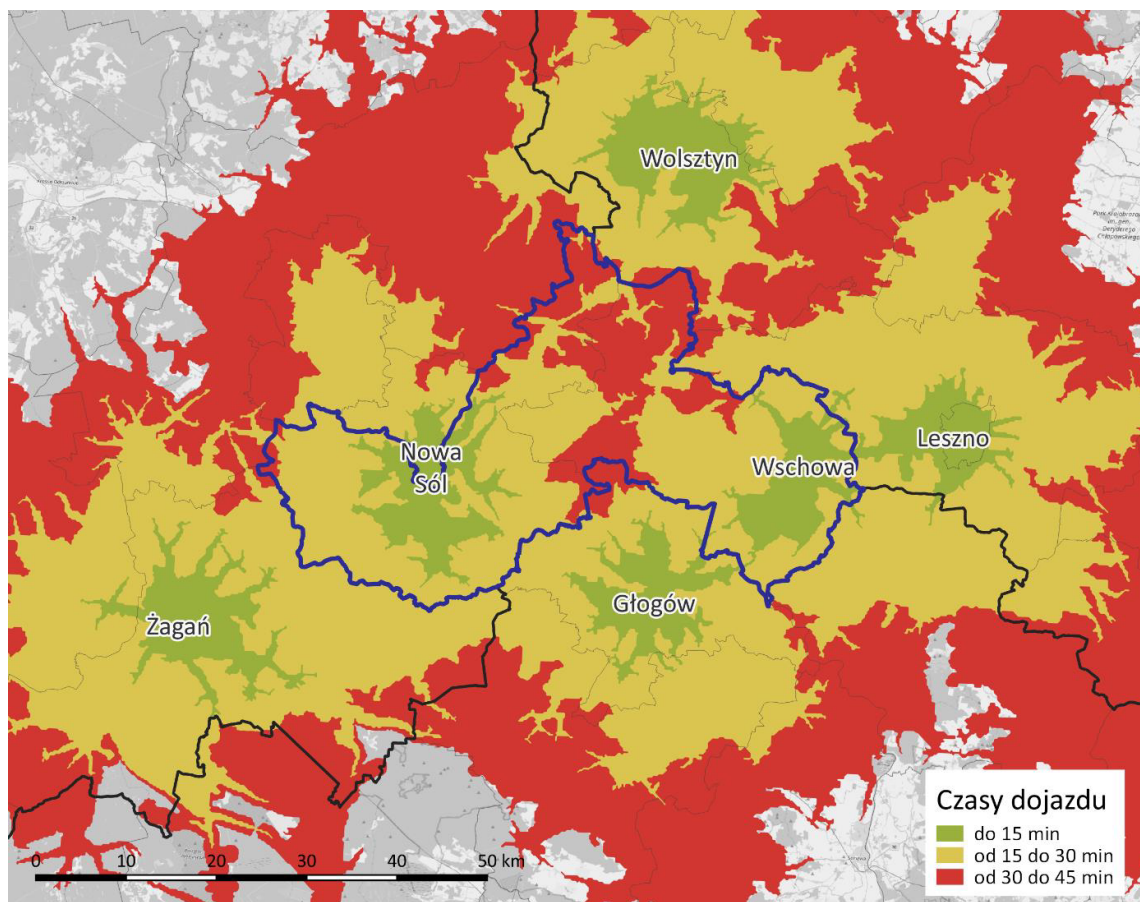 Wolsztyn
Nowa
Sól
Wschowa
Leszno
Żagań
Głogów
Czasy dojazdu
do 15 min
od 15 do 30 min
od 30 do 45 min
0 10 20 30 40 50 km